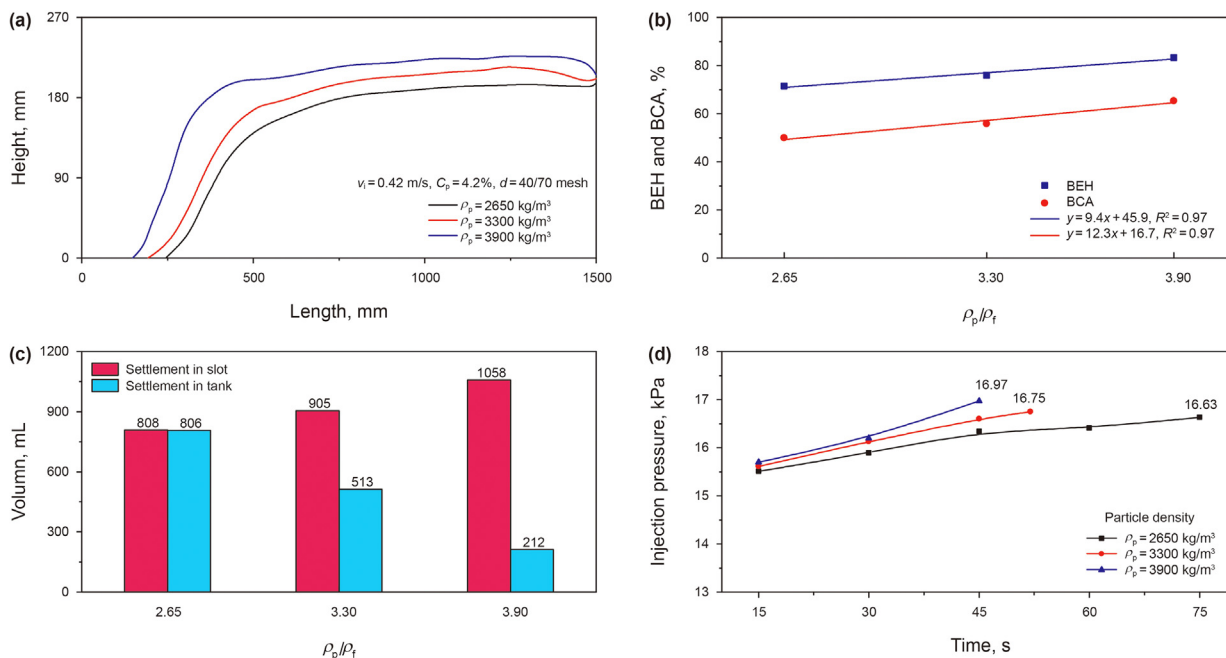 (a)
270
180
90
0
Height, mm
vᵢ = 0.42 m/s, Cₚ = 4.2%, d = 40/70 mesh
ρₚ = 2650 kg/m³
ρₚ = 3300 kg/m³
ρₚ = 3900 kg/m³
0 500 1000 1500
Length, mm
(b)
100
80
60
40
20
0
BEH and BCA, %
BEH
BCA
y = 9.4x + 45.9, R² = 0.97
y = 12.3x + 16.7, R² = 0.97
2.65 3.30 3.90
ρₚ/ρf
(c)
1200
900
600
300
0
Volumn, mL
Settlement in slot
Settlement in tank
808 806 905 513 1058 212
2.65 3.30 3.90
ρₚ/ρf
(d)
18
17
16
15
14
13
Injection pressure, kPa
16.97
16.75
16.63
Particle density
ρₚ = 2650 kg/m³
ρₚ = 3300 kg/m³
ρₚ = 3900 kg/m³
15 30 45 60 75
Time, s